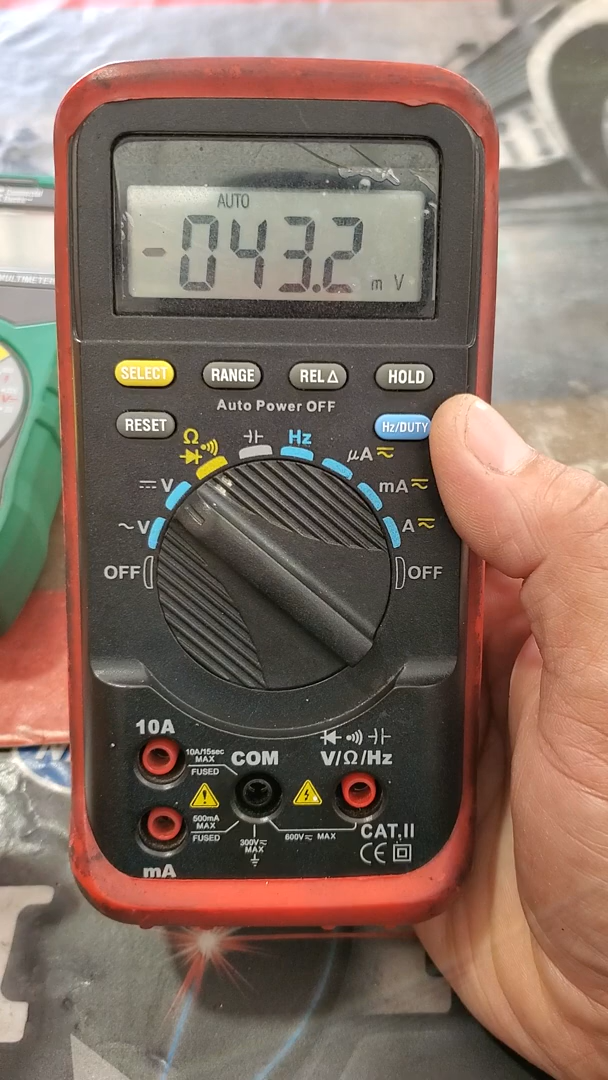 MULTIMETER
AUTO
-043.2 m V
SELECT RANGE REL△ HOLD
Auto Power OFF
RESET Hz/DUTY
Ω Hz μA
V mA
~V A
OFF OFF
10A
10A/15sec
MAX
FUSED
COM
V/Ω/Hz
500mA
MAX
FUSED
300V
MAX
600V MAX
CAT.II
mA
CE